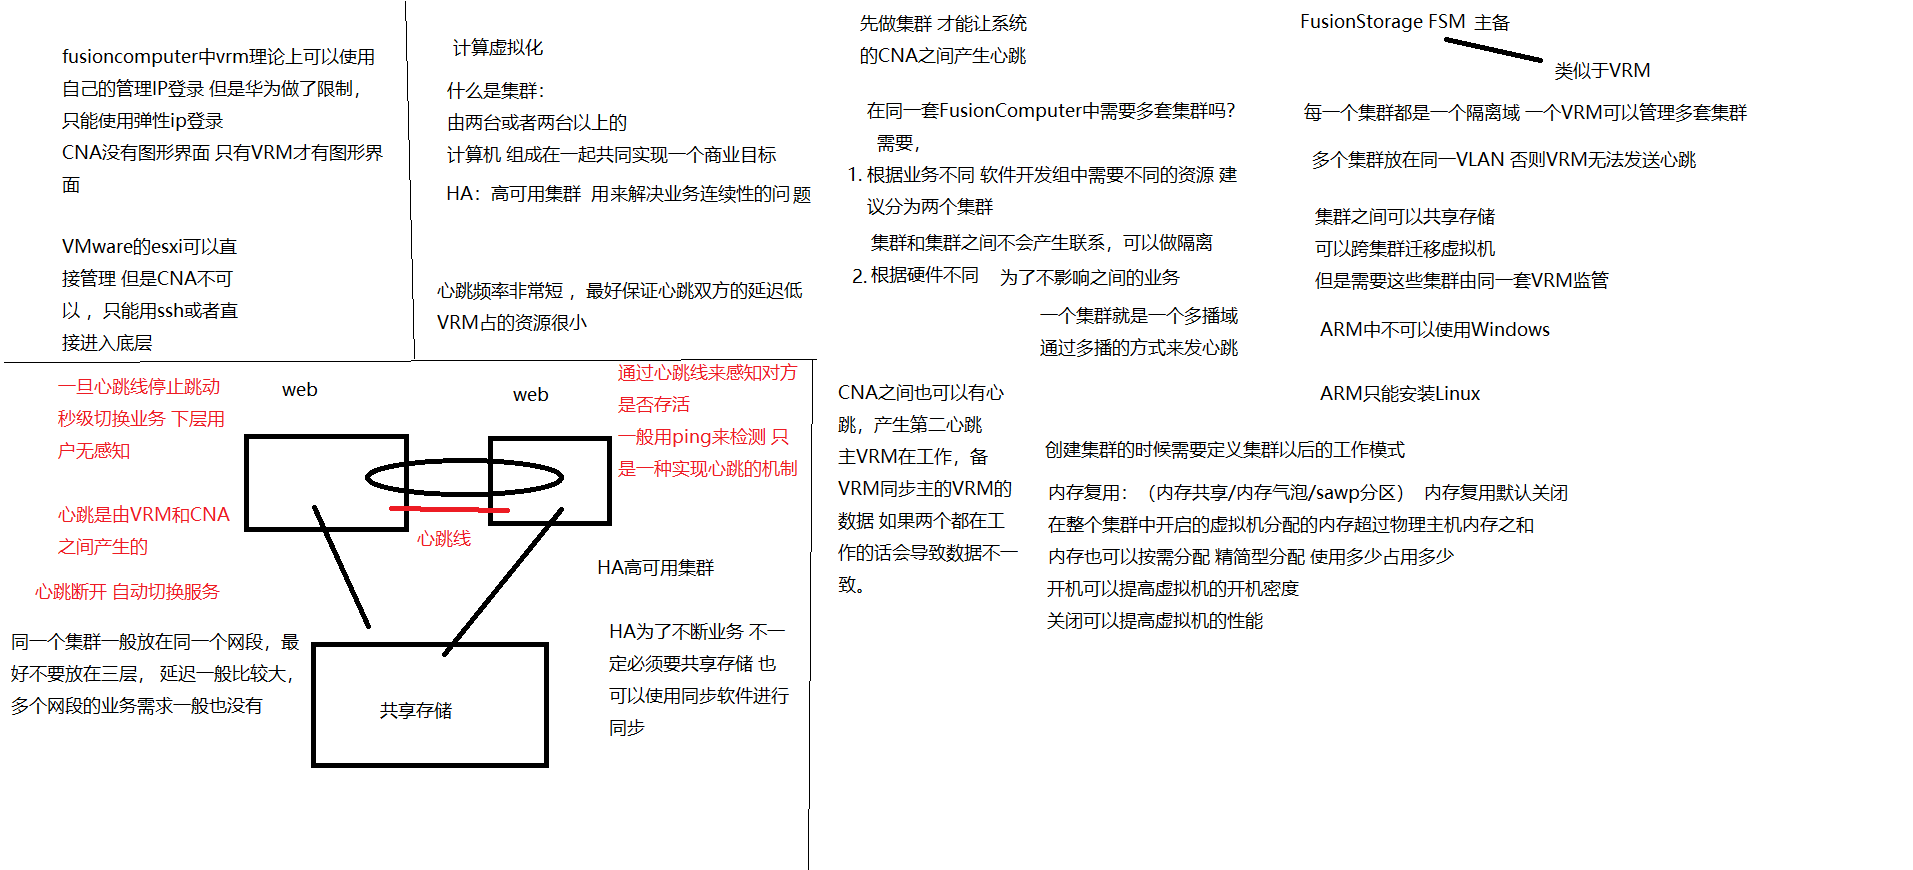 fusioncomputer中vrm理论上可以使用
自己的管理IP登录 但是华为做了限制，
只能使用弹性ip登录
CNA没有图形界面 只有VRM才有图形界
面
VMware的esxi可以直
接管理 但是CNA不可
以，只能用ssh或者直
接进入底层
计算虚拟化
什么是集群：
由两台或者两台以上的
计算机 组成在一起共同实现一个商业目标
HA：高可用集群 用来解决业务连续性的问题
心跳频率非常短，最好保证心跳双方的延迟低
VRM占的资源很小
一旦心跳线停止跳动
秒级切换业务 下层用
户无感知
心跳是由VRM和CNA
之间产生的
心跳断开 自动切换服务
同一个集群一般放在同一个网段，最
好不要放在三层， 延迟一般比较大，
多个网段的业务需求一般也没有
web
web
心跳线
共享存储
通过心跳线来感知对方
是否存活
一般用ping来检测 只
是一种实现心跳的机制
HA高可用集群
HA为了不断业务 不一
定必须要共享存储 也
可以使用同步软件进行
同步
先做集群 才能让系统
的CNA之间产生心跳
在同一套FusionComputer中需要多套集群吗？
需要，
1. 根据业务不同 软件开发组中需要不同的资源 建
议分为两个集群
集群和集群之间不会产生联系，可以做隔离
2. 根据硬件不同 为了不影响之间的业务
一个集群就是一个多播域
通过多播的方式来发心跳
CNA之间也可以有心
跳，产生第二心跳
主VRM在工作，备
VRM同步主的VRM的
数据 如果两个都在工
作的话会导致数据不一
致。
FusionStorage FSM 主备
类似于VRM
每一个集群都是一个隔离域 一个VRM可以管理多套集群
多个集群放在同一VLAN 否则VRM无法发送心跳
集群之间可以共享存储
可以跨集群迁移虚拟机
但是需要这些集群由同一套VRM监管
ARM中不可以使用Windows
ARM只能安装Linux
创建集群的时候需要定义集群以后的工作模式
内存复用：（内存共享/内存气泡/sawp分区） 内存复用默认关闭
在整个集群中开启的虚拟机分配的内存超过物理主机内存之和
内存也可以按需分配 精简型分配 使用多少占用多少
开机可以提高虚拟机的开机密度
关闭可以提高虚拟机的性能